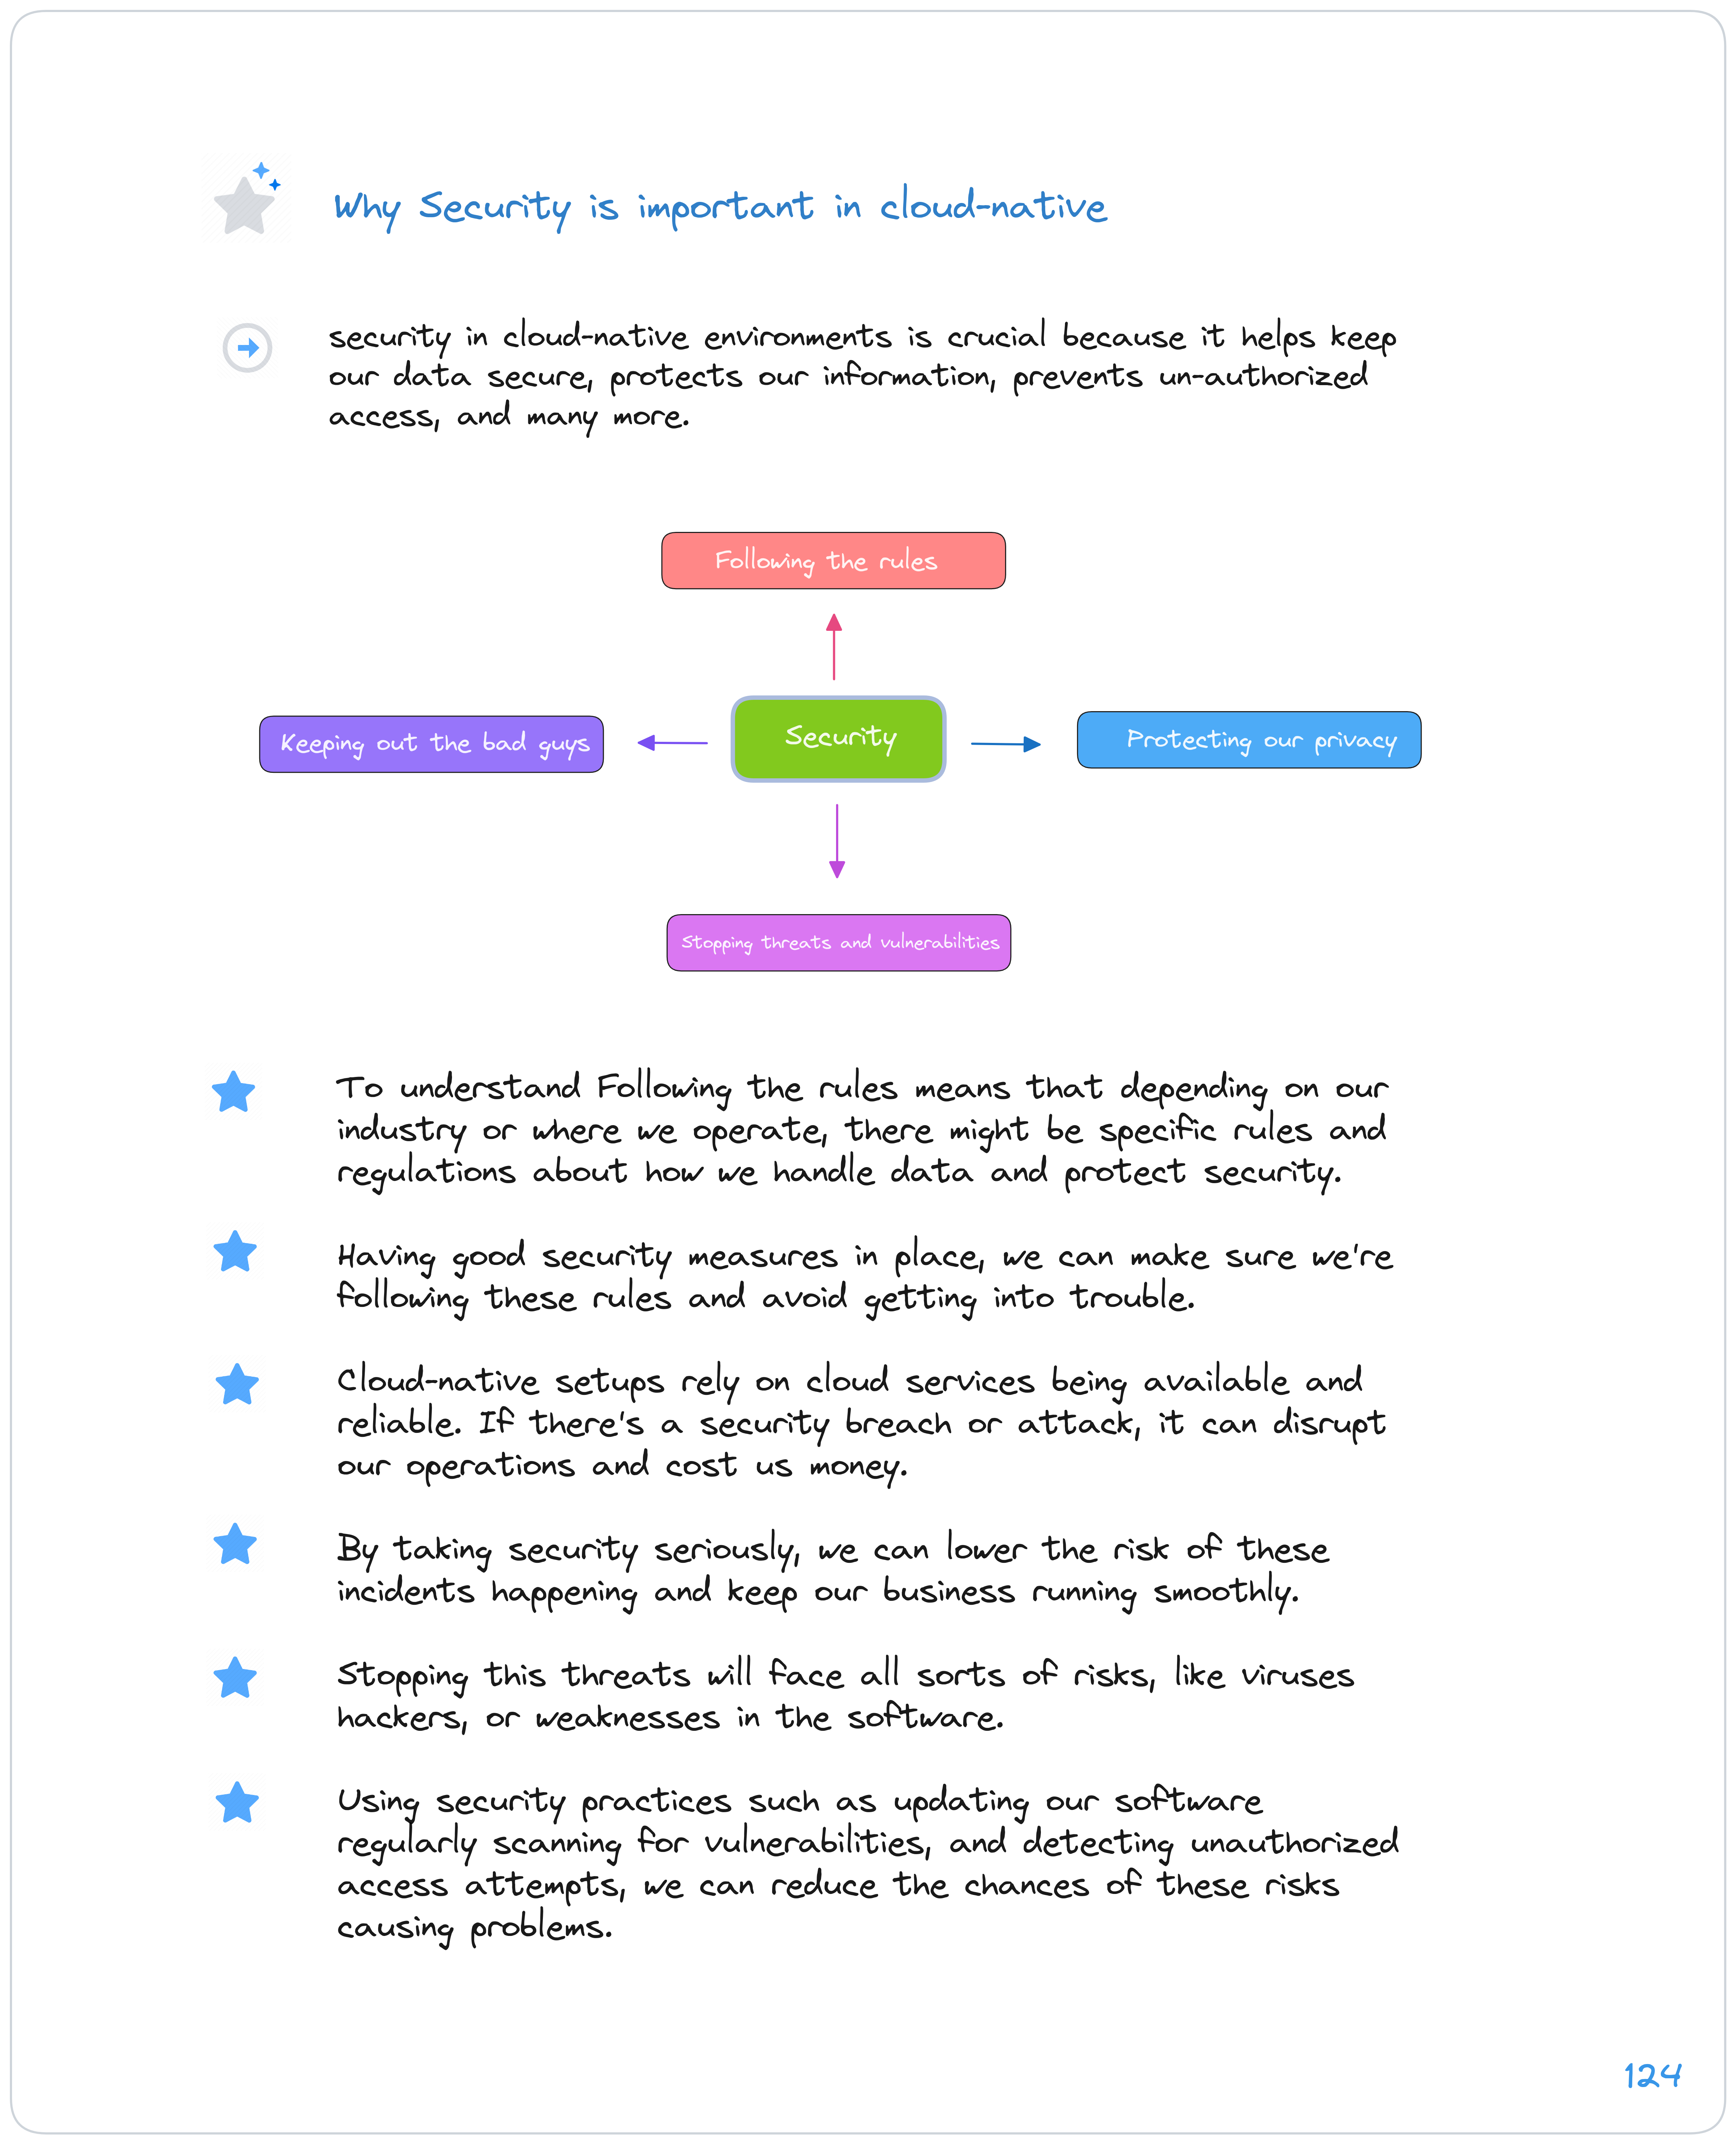 Why Security is important in cloud-native
security in cloud-native environments is crucial because it helps keep
our data secure, protects our information, prevents un-authorized
access, and many more.
Following the rules
Keeping out the bad guys
Security
Protecting our privacy
Stopping threats and vulnerabilities
To understand Following the rules means that depending on our
industry or where we operate, there might be specific rules and
regulations about how we handle data and protect security.
Having good security measures in place, we can make sure we're
following these rules and avoid getting into trouble.
Cloud-native setups rely on cloud services being available and
reliable. If there's a security breach or attack, it can disrupt
our operations and cost us money.
By taking security seriously, we can lower the risk of these
incidents happening and keep our business running smoothly.
Stopping this threats will face all sorts of risks, like viruses
hackers, or weaknesses in the software.
Using security practices such as updating our software
regularly scanning for vulnerabilities, and detecting unauthorized
access attempts, we can reduce the chances of these risks
causing problems.
124